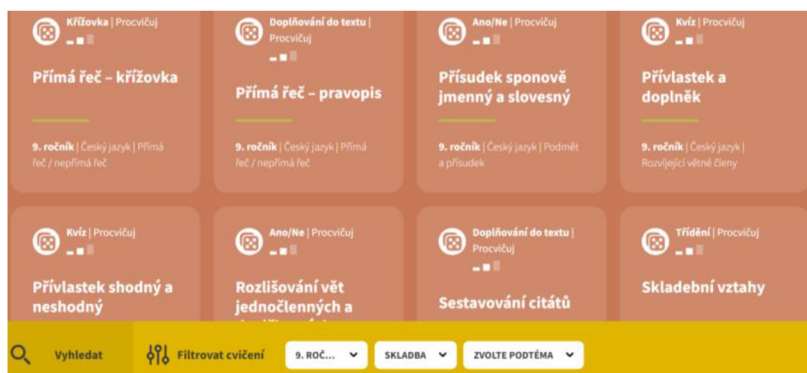 Křížovka | Procvičuj
Přímá řeč – křížovka
9. ročník | Český jazyk | Přímá
řeč / nepřímá řeč
Doplňování do textu |
Procvičuj
Přímá řeč – pravopis
9. ročník | Český jazyk | Přímá
řeč / nepřímá řeč
Ano/Ne | Procvičuj
Přísudek sponově
jmenný a slovesný
9. ročník | Český jazyk | Podmět
a přísudek
Kvíz | Procvičuj
Přívlastek a
doplněk
9. ročník | Český jazyk |
Rozvíjející větné členy
Kvíz | Procvičuj
Přívlastek shodný a
neshodný
Ano/Ne | Procvičuj
Rozlišování vět
jednočlenných a
Doplňování do textu |
Procvičuj
Sestavování citátů
Třídění | Procvičuj
Skladební vztahy
Vyhledat
Filtrovat cvičení
9. ROČ...
SKLADBA
ZVOLTE PODTÉMA